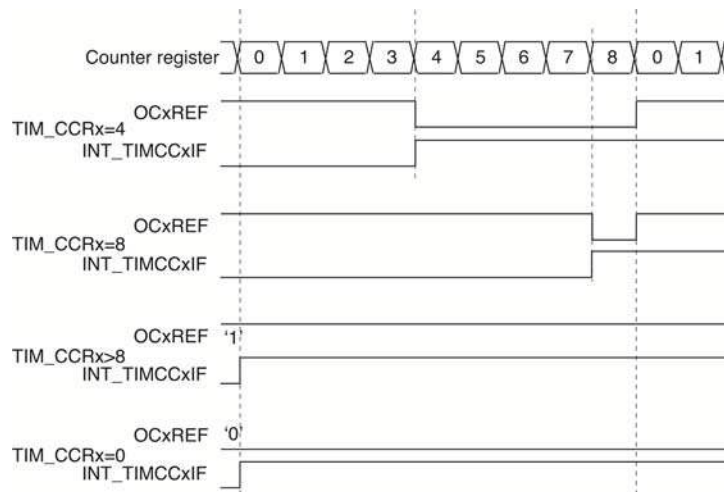 Counter register 0 1 2 3 4 5 6 7 8 0 1
OCxREF
TIM_CCRx=4
INT_TIMCCxIF
OCxREF
TIM_CCRx=8
INT_TIMCCxIF
OCxREF '1'
TIM_CCRx>8
INT_TIMCCxIF
OCxREF '0'
TIM_CCRx=0
INT_TIMCCxIF